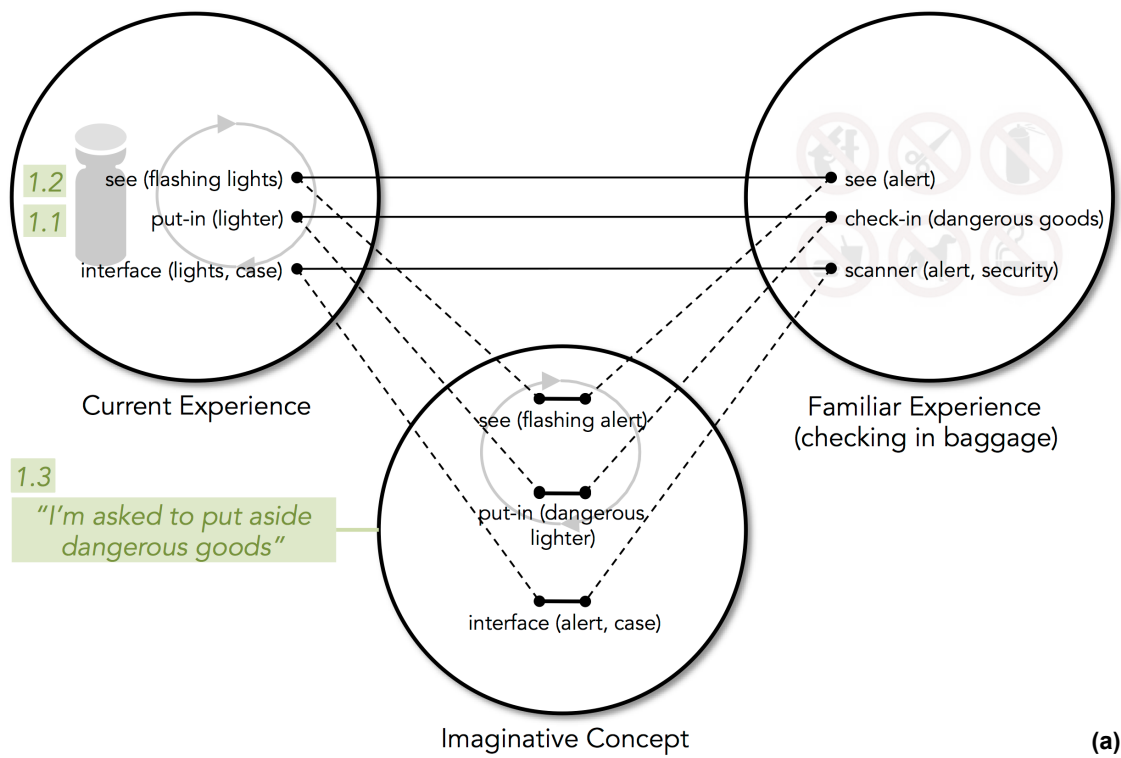 1.2
see (flashing lights)
1.1
put-in (lighter)
interface (lights, case)
Current Experience
see (alert)
check-in (dangerous goods)
scanner (alert, security)
Familiar Experience
(checking in baggage)
see (flashing alert)
put-in (dangerous
lighter)
interface (alert, case)
Imaginative Concept
1.3
“I’m asked to put aside
dangerous goods”
(a)